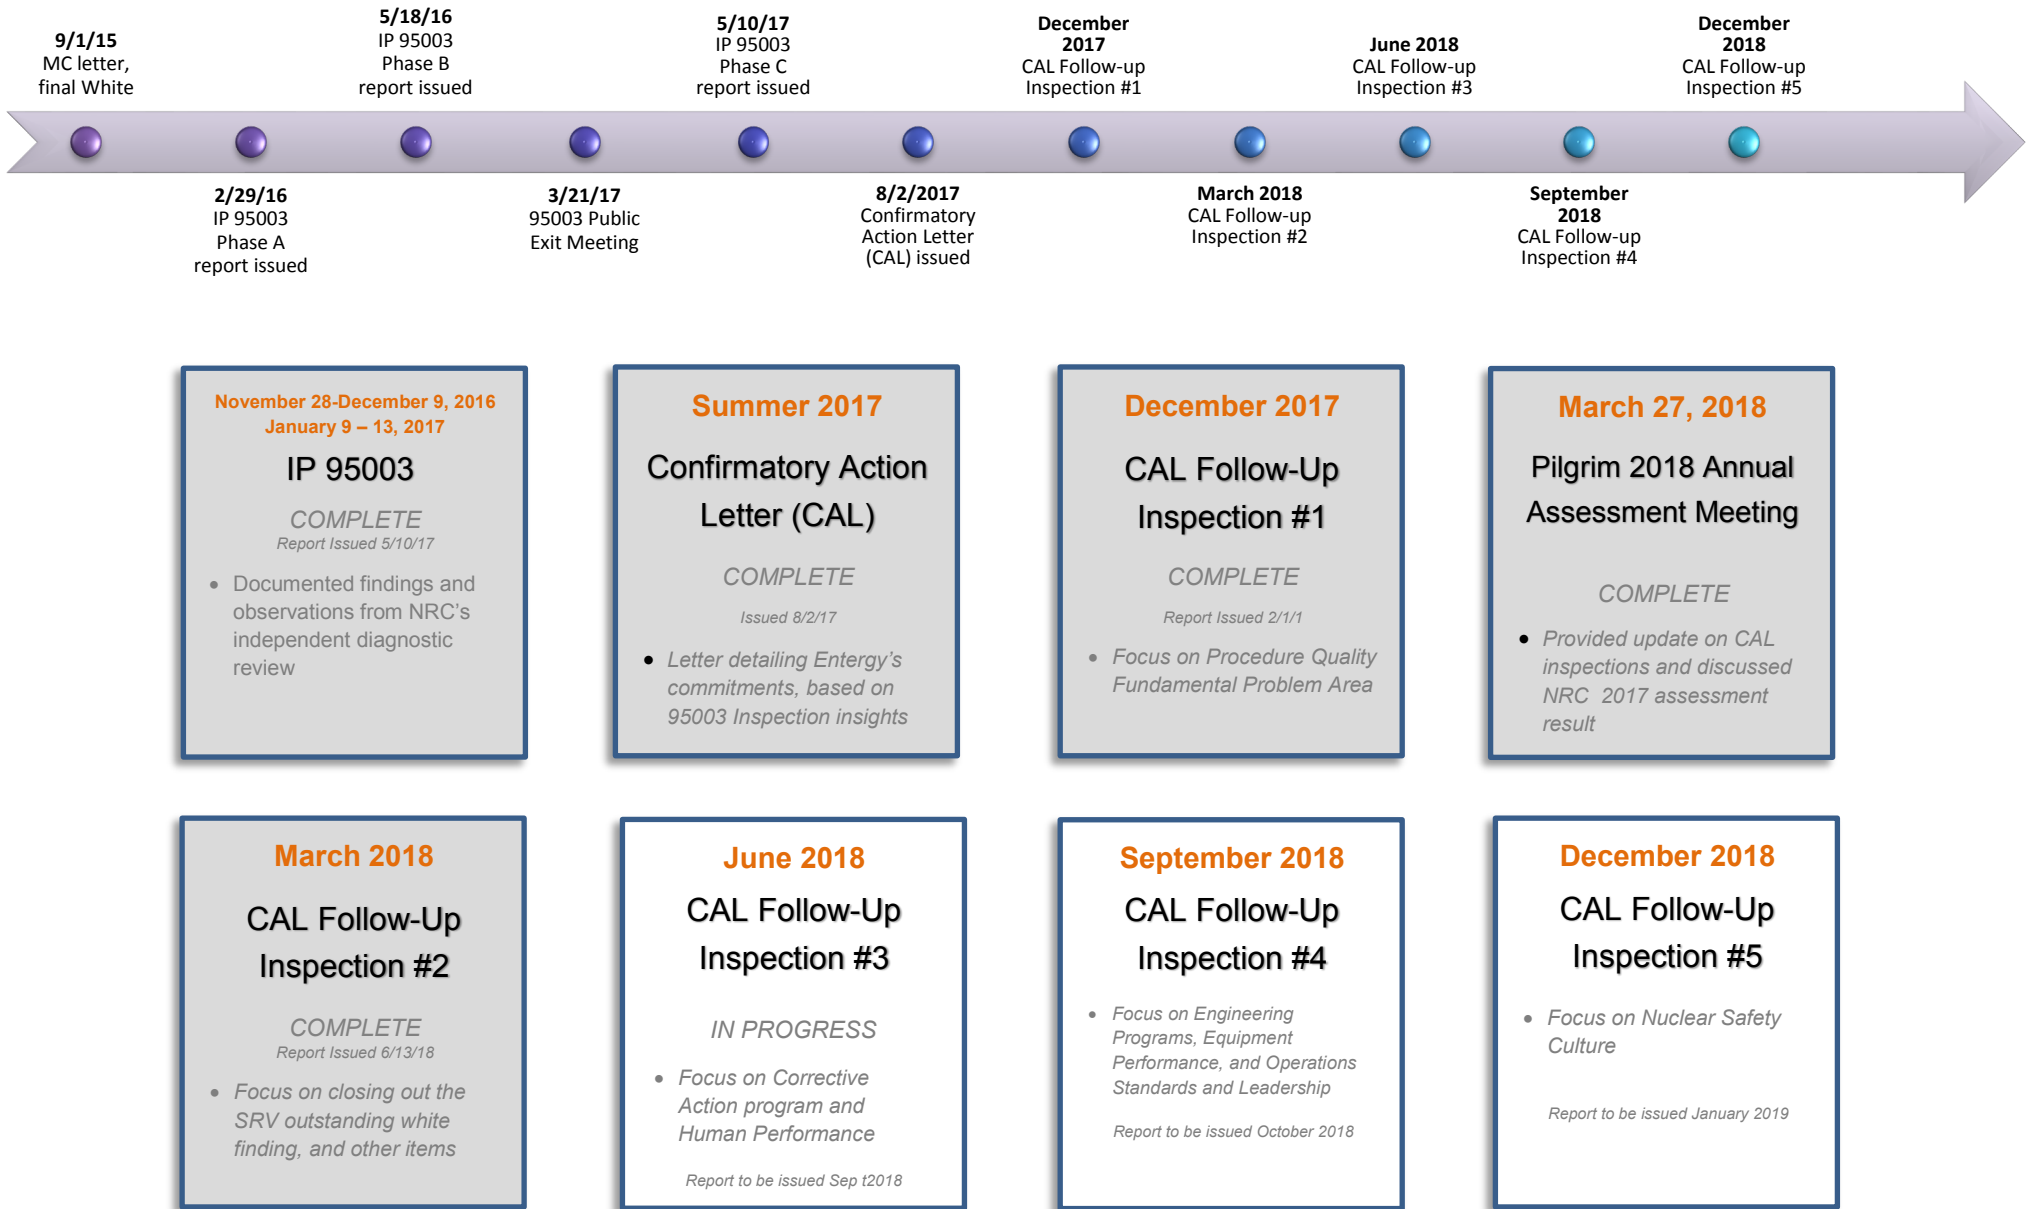 9/1/15
MC letter,
final White
5/18/16
IP 95003
Phase B
report issued
5/10/17
IP 95003
Phase C
report issued
December
2017
CAL Follow-up
Inspection #1
June 2018
CAL Follow-up
Inspection #3
December
2018
CAL Follow-up
Inspection #5
2/29/16
IP 95003
Phase A
report issued
3/21/17
95003 Public
Exit Meeting
8/2/2017
Confirmatory
Action Letter
(CAL) issued
March 2018
CAL Follow-up
Inspection #2
September
2018
CAL Follow-up
Inspection #4
November 28-December 9, 2016
January 9 – 13, 2017
IP 95003
COMPLETE
Report Issued 5/10/17
• Documented findings and
observations from NRC's
independent diagnostic
review
Summer 2017
Confirmatory Action
Letter (CAL)
COMPLETE
Issued 8/2/17
• Letter detailing Entergy's
commitments, based on
95003 Inspection insights
December 2017
CAL Follow-Up
Inspection #1
COMPLETE
Report Issued 2/1/1
• Focus on Procedure Quality
Fundamental Problem Area
March 27, 2018
Pilgrim 2018 Annual
Assessment Meeting
COMPLETE
• Provided update on CAL
inspections and discussed
NRC 2017 assessment
result
March 2018
CAL Follow-Up
Inspection #2
COMPLETE
Report Issued 6/13/18
• Focus on closing out the
SRV outstanding white
finding, and other items
June 2018
CAL Follow-Up
Inspection #3
IN PROGRESS
• Focus on Corrective
Action program and
Human Performance
Report to be issued Sep t2018
September 2018
CAL Follow-Up
Inspection #4
• Focus on Engineering
Programs, Equipment
Performance, and Operations
Standards and Leadership
Report to be issued October 2018
December 2018
CAL Follow-Up
Inspection #5
• Focus on Nuclear Safety
Culture
Report to be issued January 2019